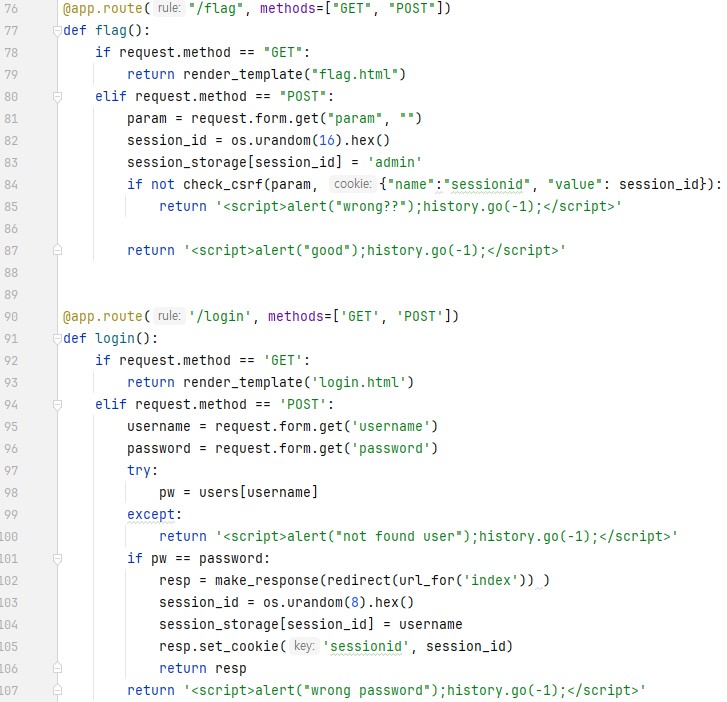 76 @app.route( rule: "/flag", methods=["GET", "POST"])
77 def flag():
78     if request.method == "GET":
79         return render_template("flag.html")
80     elif request.method == "POST":
81         param = request.form.get("param", "")
82         session_id = os.urandom(16).hex()
83         session_storage[session_id] = 'admin'
84         if not check_csrf(param, cookie: {"name":"sessionid", "value": session_id}):
85             return '<script>alert("wrong??");history.go(-1);</script>'
86
87         return '<script>alert("good");history.go(-1);</script>'
88
89
90 @app.route( rule: '/login', methods=['GET', 'POST'])
91 def login():
92     if request.method == 'GET':
93         return render_template('login.html')
94     elif request.method == 'POST':
95         username = request.form.get('username')
96         password = request.form.get('password')
97         try:
98             pw = users[username]
99         except:
100             return '<script>alert("not found user");history.go(-1);</script>'
101         if pw == password:
102             resp = make_response(redirect(url_for('index')) )
103             session_id = os.urandom(8).hex()
104             session_storage[session_id] = username
105             resp.set_cookie( key: 'sessionid', session_id)
106             return resp
107         return '<script>alert("wrong password");history.go(-1);</script>'